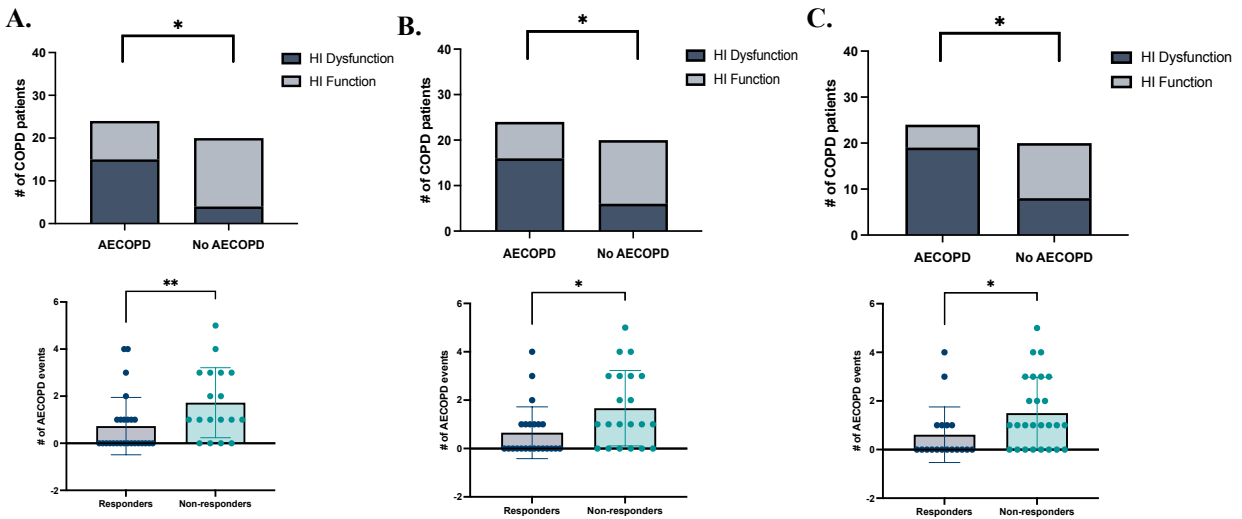 A.
*
# of COPD patients
40
30
20
10
0
AECOPD
No AECOPD
HI Dysfunction
HI Function
**
# of AECOPD events
6
4
2
0
-2
Responders
Non-responders
B.
*
# of COPD patients
40
30
20
10
0
AECOPD
No AECOPD
HI Dysfunction
HI Function
*
# of AECOPD events
6
4
2
0
-2
Responders
Non-responders
C.
*
# of COPD patients
40
30
20
10
0
AECOPD
No AECOPD
HI Dysfunction
HI Function
*
# of AECOPD events
6
4
2
0
-2
Responders
Non-responders